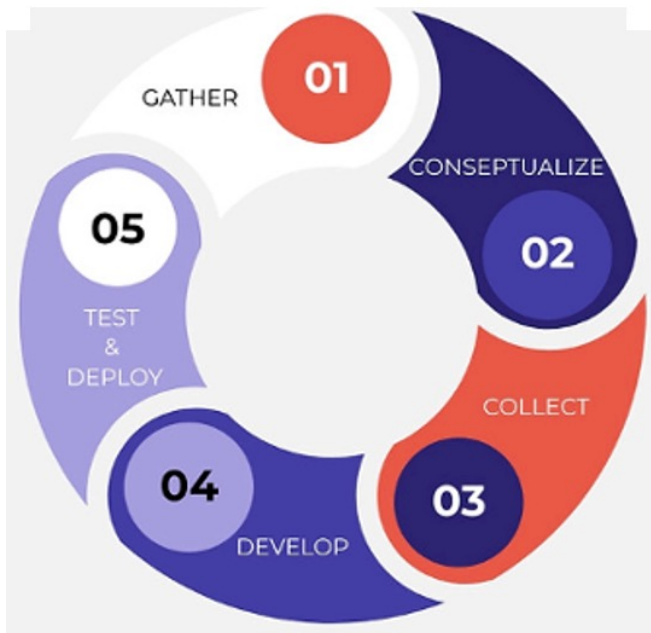 01
GATHER
CONSEPTUALIZE
02
COLLECT
03
04
DEVELOP
05
TEST
&
DEPLOY